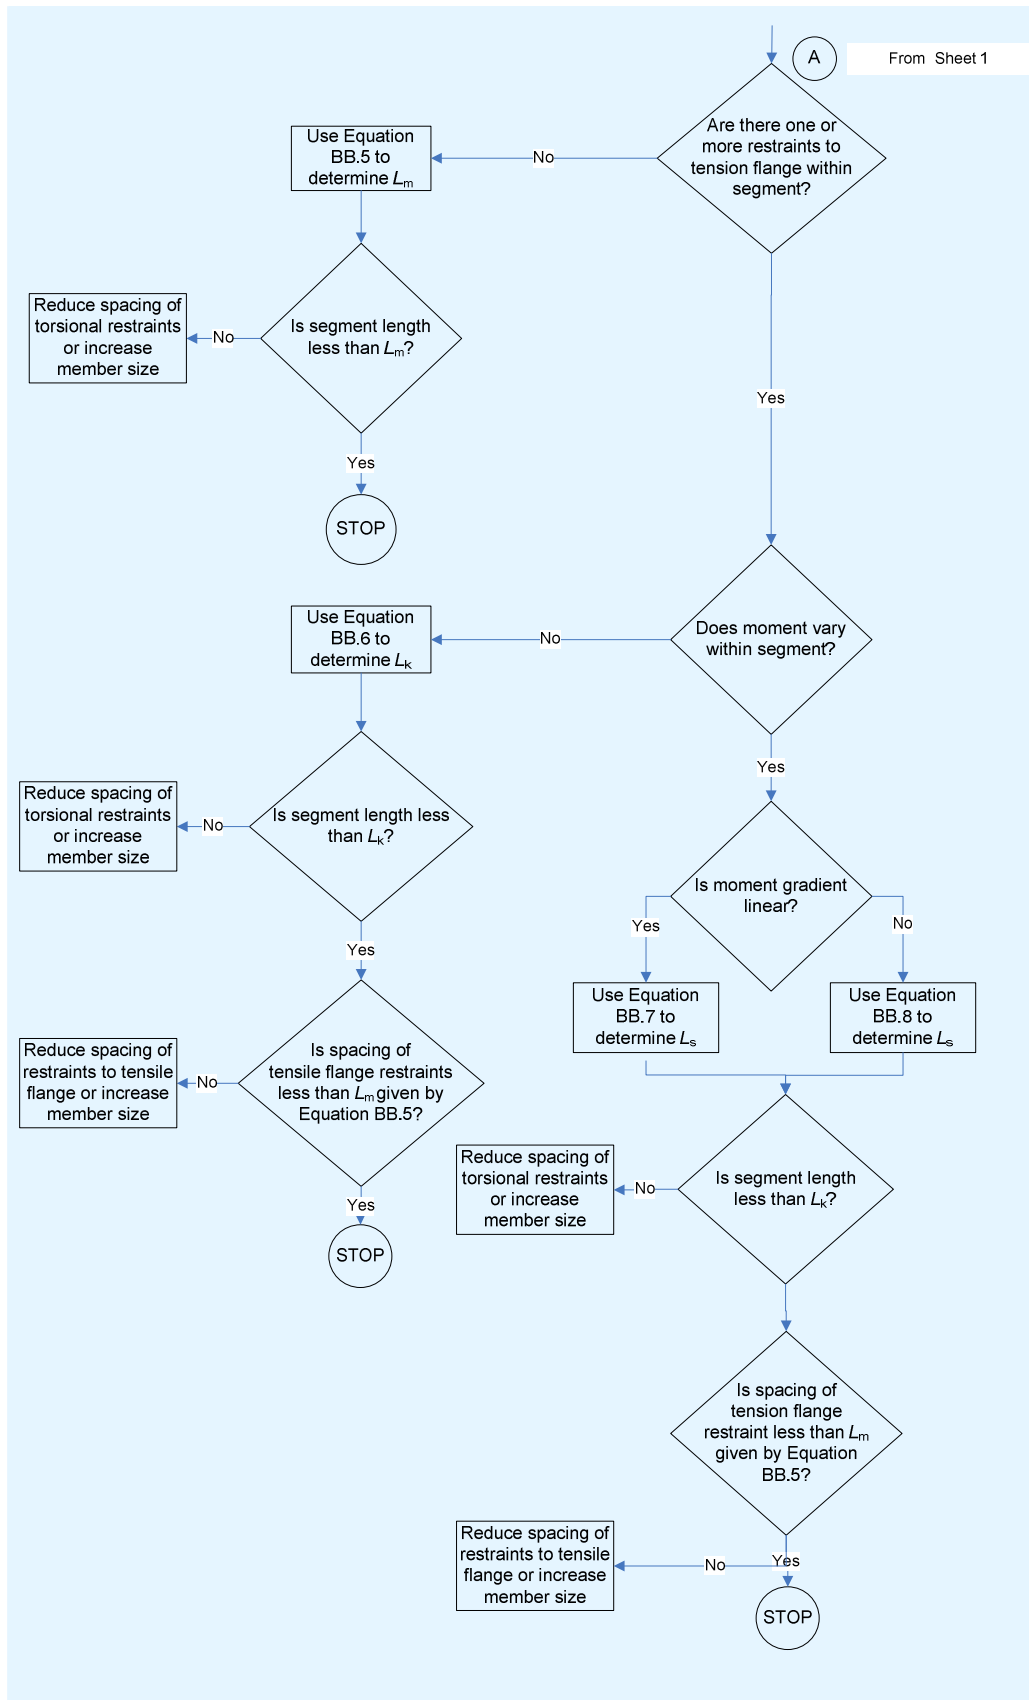 A
From Sheet 1
Are there one or
more restraints to
tension flange within
segment?
No
Use Equation
BB.5 to
determine Lm
Is segment length
less than Lm?
No
Reduce spacing of
torsional restraints
or increase
member size
Yes
STOP
Yes
Does moment vary
within segment?
No
Use Equation
BB.6 to
determine Lk
Is segment length less
than Lk?
No
Reduce spacing of
torsional restraints
or increase
member size
Yes
Is spacing of
tensile flange restraints
less than Lm given by
Equation BB.5?
No
Reduce spacing of
restraints to tensile
flange or increase
member size
Yes
STOP
Yes
Is moment gradient
linear?
Yes
No
Use Equation
BB.7 to
determine Ls
Use Equation
BB.8 to
determine Ls
Is segment length
less than Lk?
No
Reduce spacing of
torsional restraints
or increase
member size
Is spacing of
tension flange
restraint less than Lm
given by Equation
BB.5?
No
Reduce spacing of
restraints to tensile
flange or increase
member size
Yes
STOP